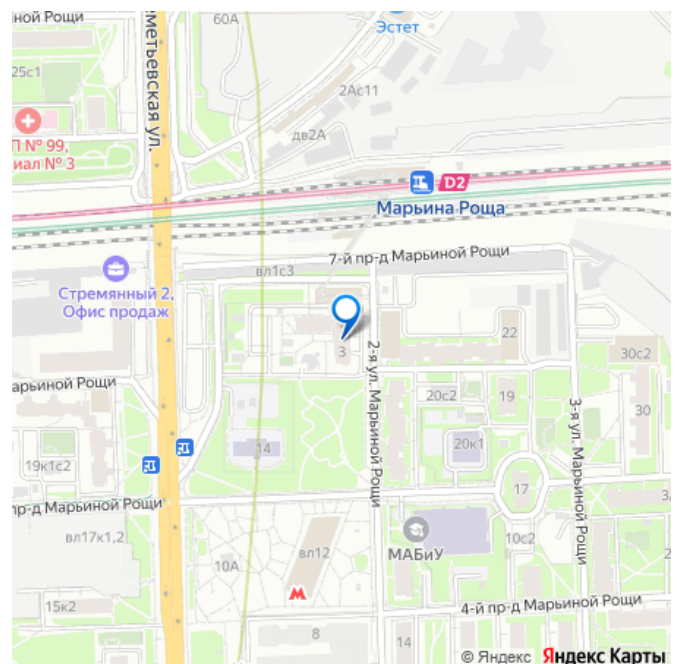 ной Рощи
60А
Эстет
25с1
2Ас11
П № 99,
иал № 3
дв2А
метьевская ул.
D2
Марьина Роща
7-й пр-д Марьиной Рощи
вл1с3
Стремянный 2,
Офис продаж
3
22
2-я ул. Марьиной Рощи
30с2
арьиной Рощи
20с2
19
30
3-я ул. Марьиной Рощи
14
20к1
19к1с2
17
пр-д Марьиной Рощи
вл17к1,2
МАБиУ
10с2
вл12
10А
15к2
4-й пр-д Марьиной Рощи
8
14
© Яндекс Яндекс Карты